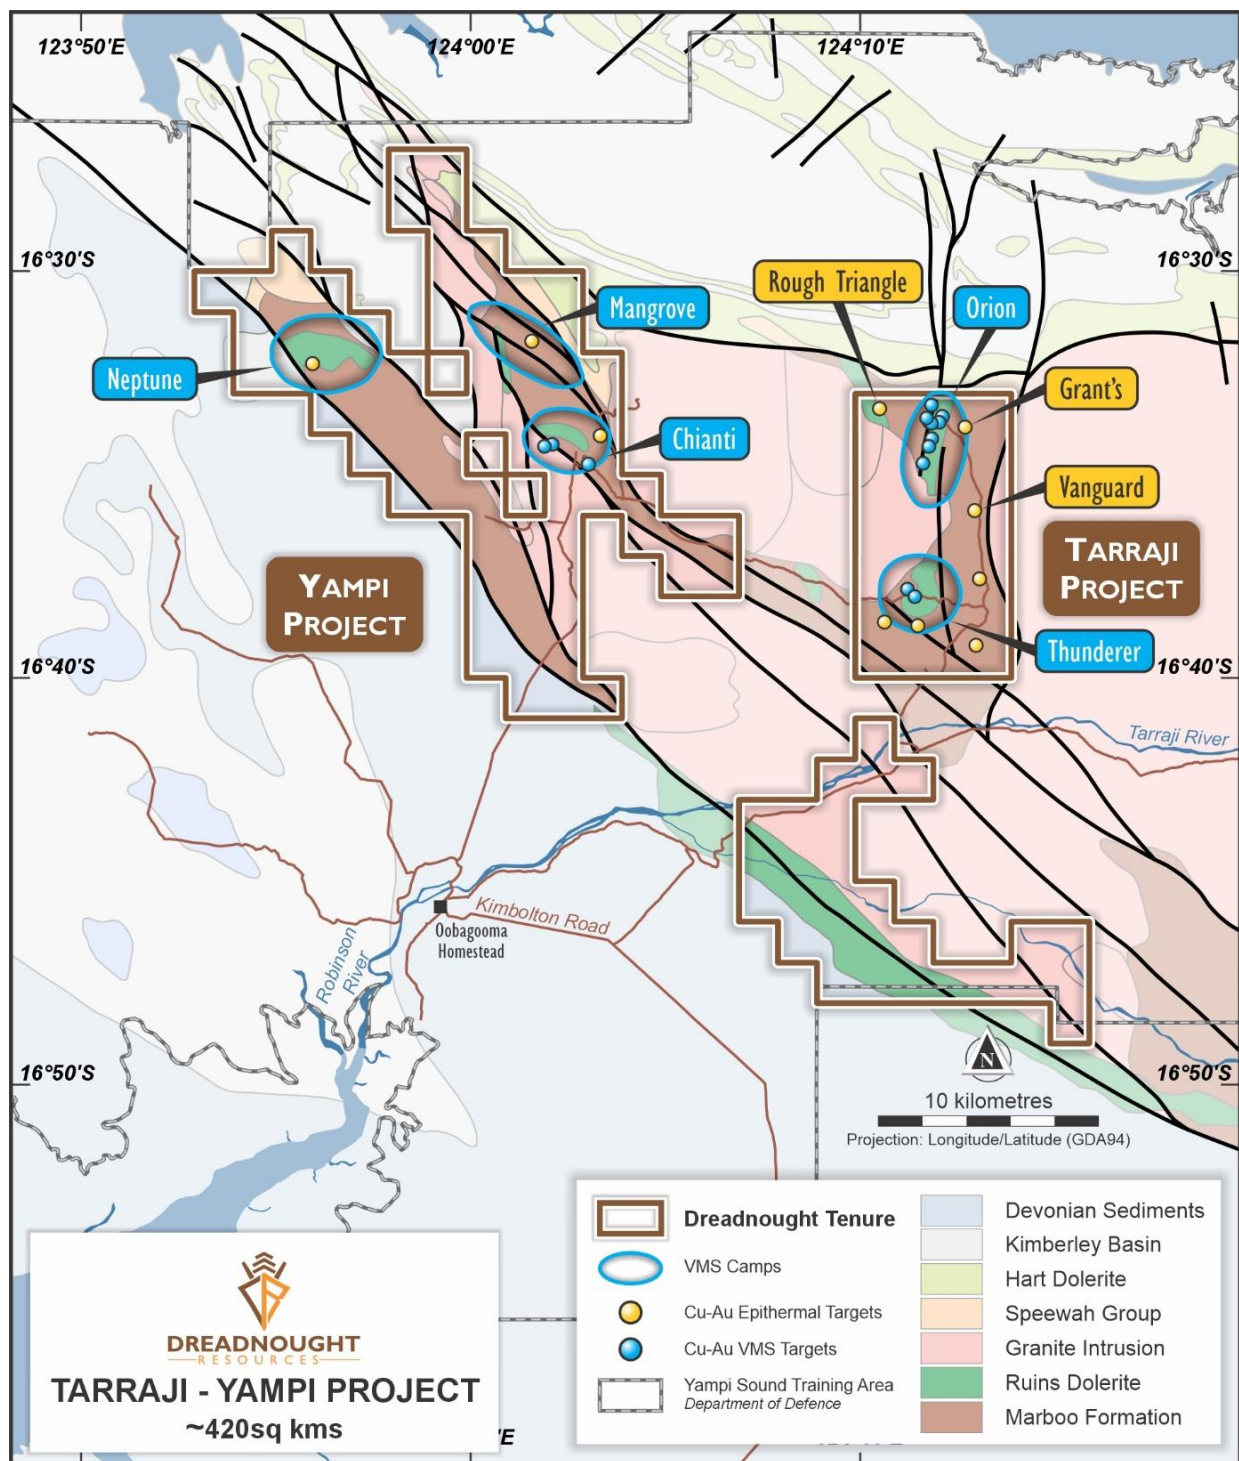 123°50'E
124°00'E
124°10'E
16°30'S
16°30'S
Rough Triangle
Orion
Mangrove
Neptune
Grant's
Chianti
Vanguard
YAMPI
PROJECT
TARRAJI
PROJECT
Thunderer
16°40'S
16°40'S
Tarraji River
Kimbolton Road
Oobagooma
Homestead
Robinson
River
N
16°50'S
16°50'S
10 kilometres
Projection: Longitude/Latitude (GDA94)
Dreadnought Tenure
VMS Camps
Cu-Au Epithermal Targets
Cu-Au VMS Targets
Yampi Sound Training Area
Department of Defence
Devonian Sediments
Kimberley Basin
Hart Dolerite
Speewah Group
Granite Intrusion
Ruins Dolerite
Marboo Formation
DREADNOUGHT
RESOURCES
TARRAJI - YAMPI PROJECT
~420sq kms
'E